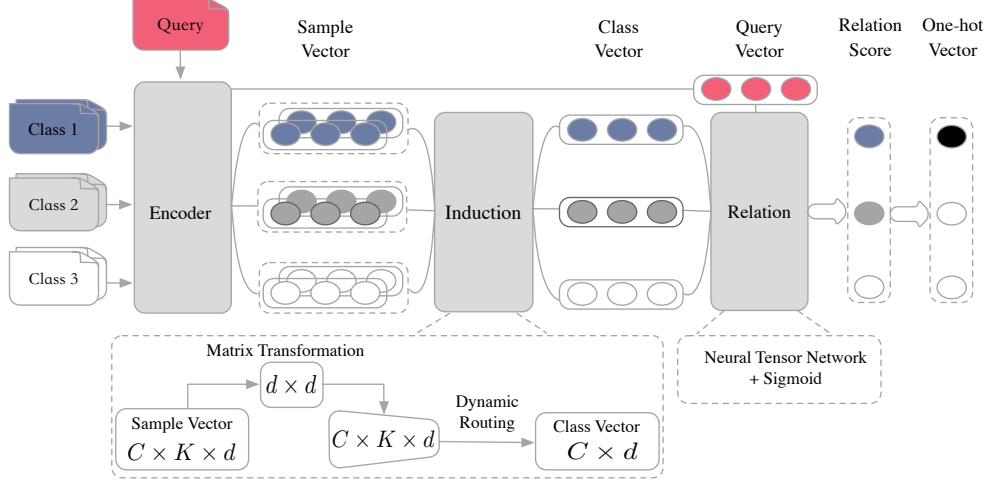 Query
Sample
Vector
Class
Vector
Query
Vector
Relation
Score
One-hot
Vector
Class 1
Class 2
Class 3
Encoder
Induction
Relation
Matrix Transformation
d × d
Sample Vector
C × K × d
C × K × d
Dynamic
Routing
Class Vector
C × d
Neural Tensor Network
+ Sigmoid